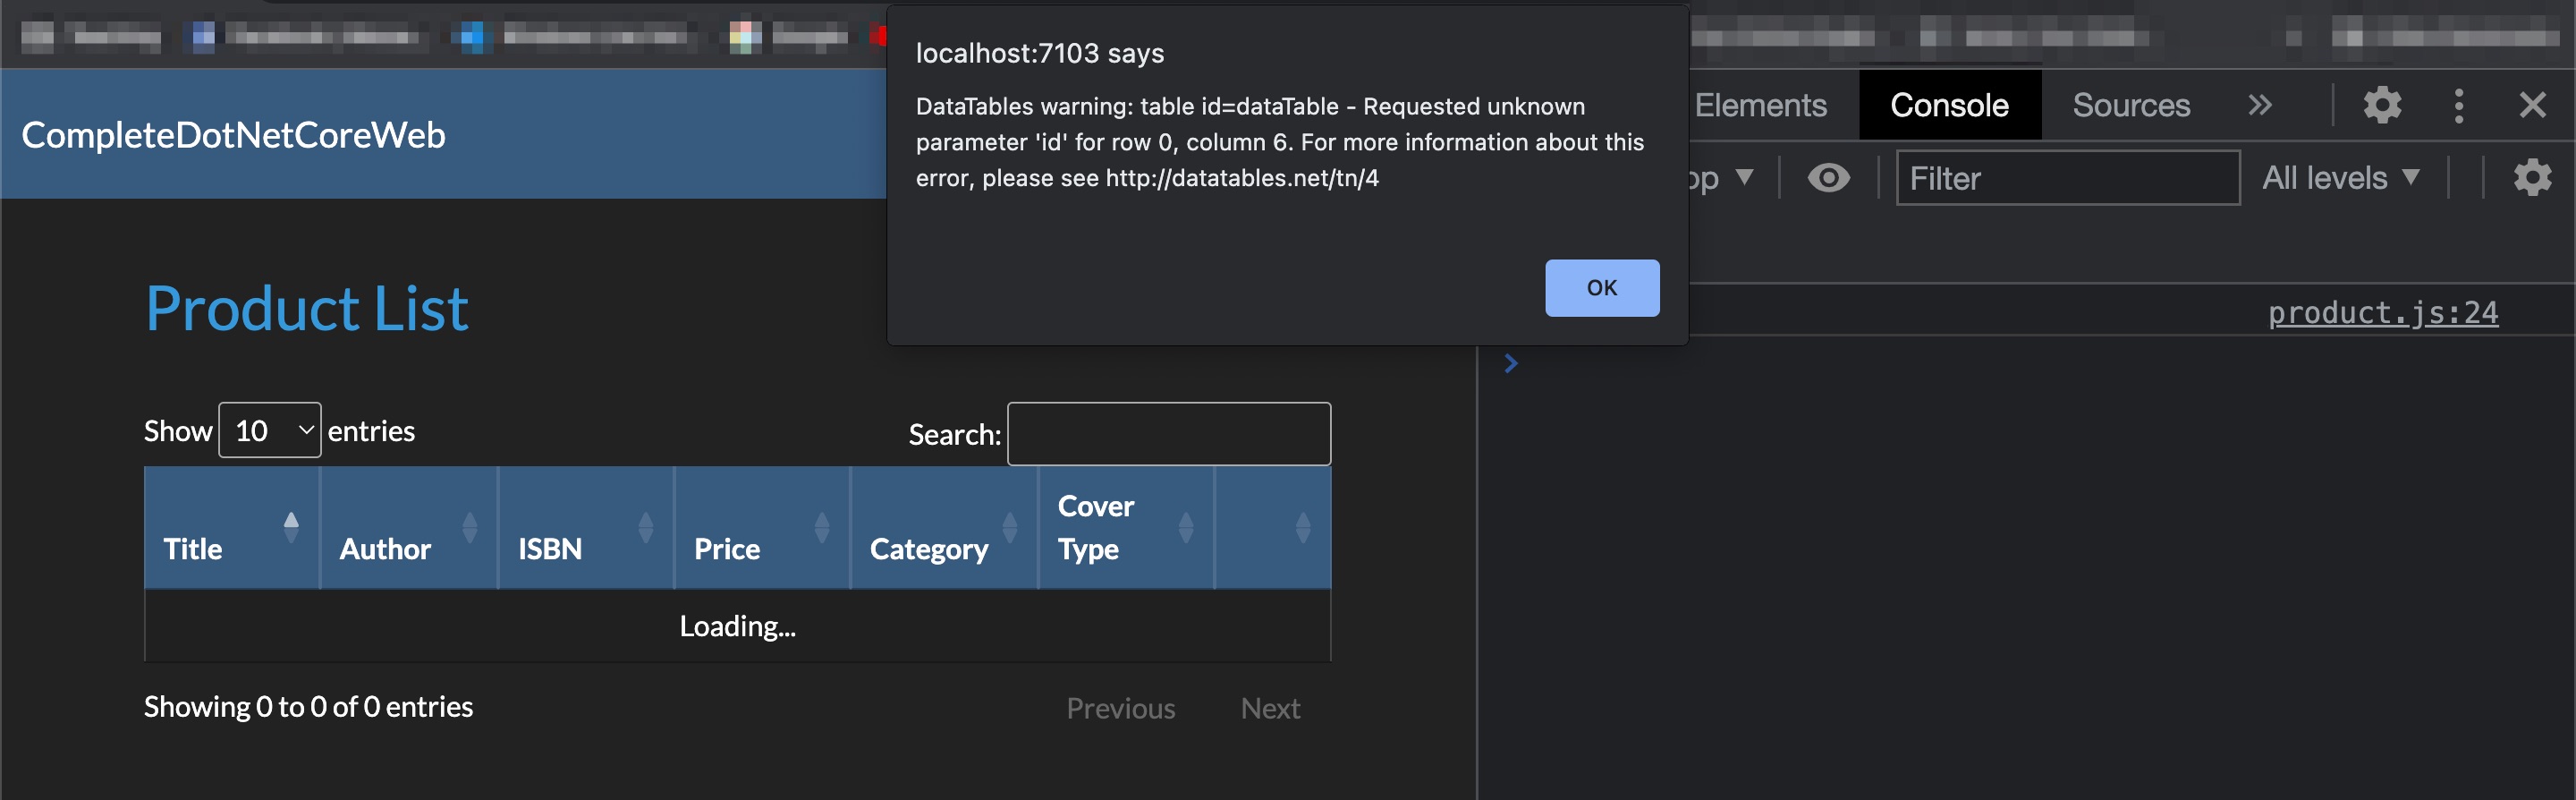 localhost:7103 says
DataTables warning: table id=dataTable - Requested unknown
parameter 'id' for row 0, column 6. For more information about this
error, please see http://datatables.net/tn/4
OK
CompleteDotNetCoreWeb
Elements Console Sources »
Filter All levels ▼
product.js:24
Product List
Show 10 entries
Search:
Title Author ISBN Price Category Cover
Type
Loading...
Showing 0 to 0 of 0 entries
Previous Next